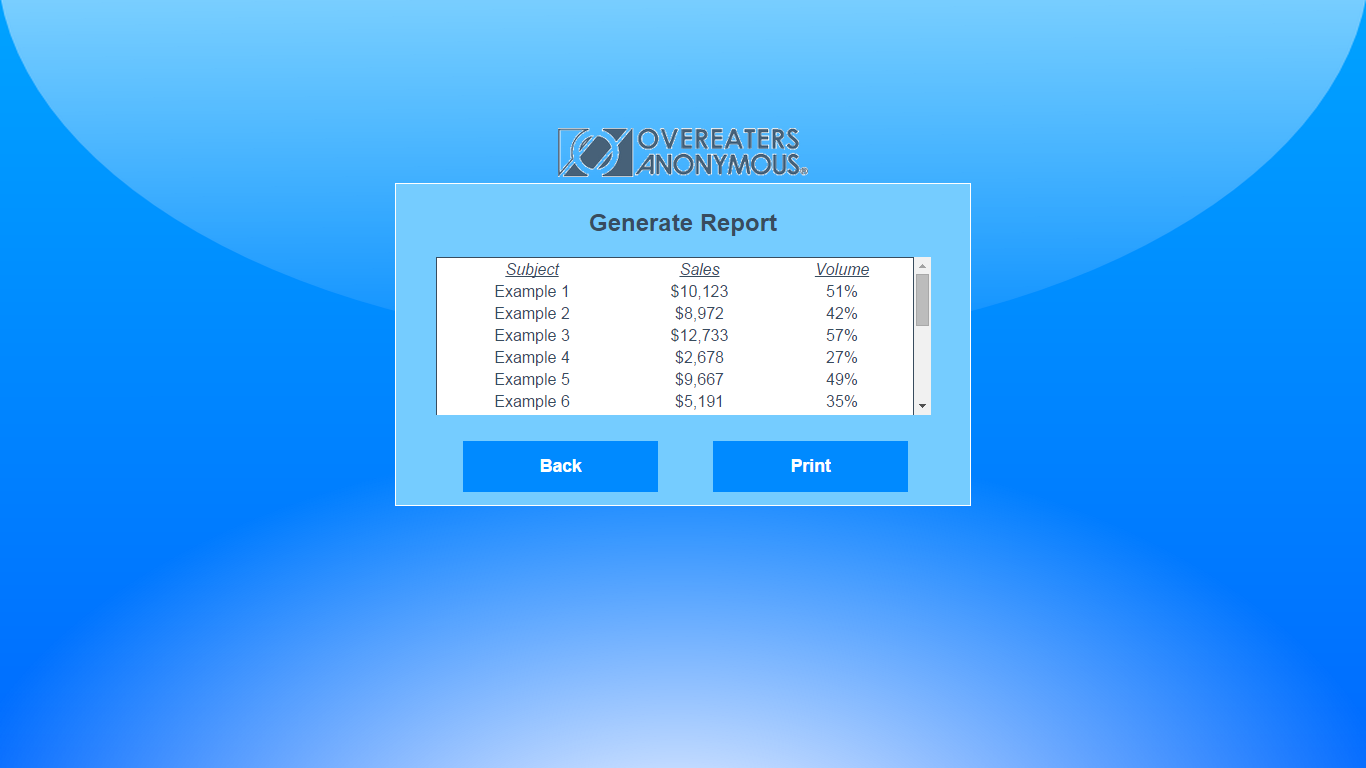 OVEREATERS
ANONYMOUS®
Generate Report
Subject Sales Volume
Example 1 $10,123 51%
Example 2 $8,972 42%
Example 3 $12,733 57%
Example 4 $2,678 27%
Example 5 $9,667 49%
Example 6 $5,191 35%
Back Print